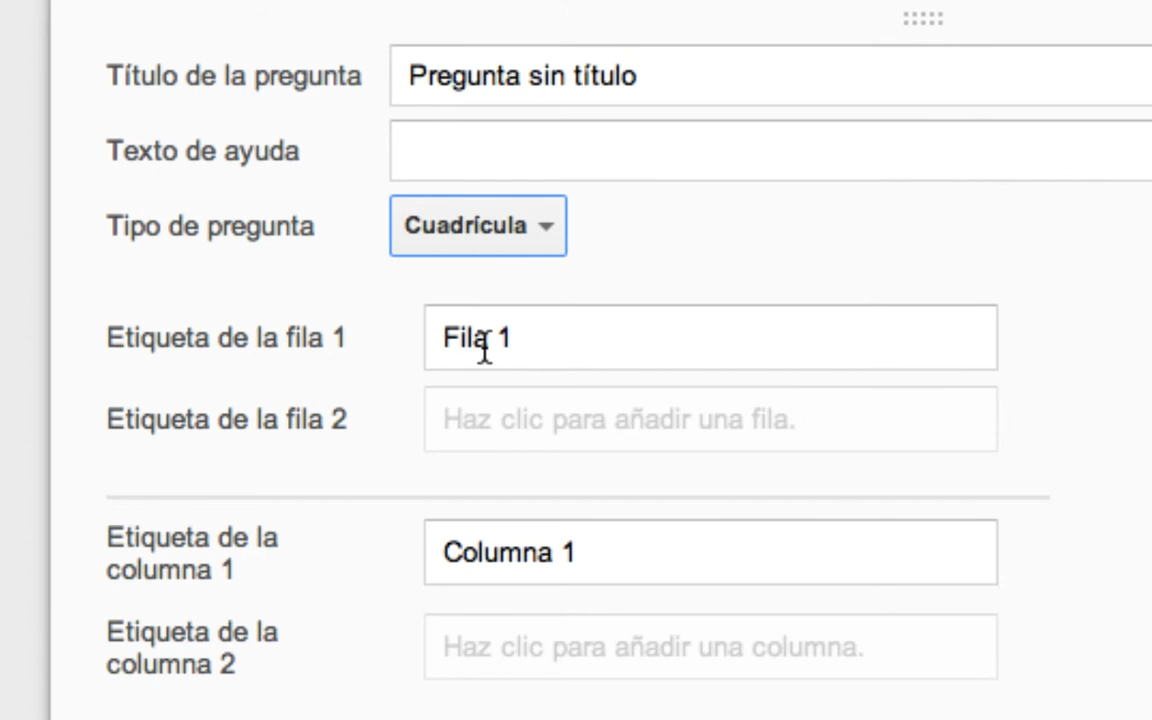 Título de la pregunta
Pregunta sin título
Texto de ayuda
Tipo de pregunta
Cuadrícula
Etiqueta de la fila 1
Fila 1
Etiqueta de la fila 2
Haz clic para añadir una fila.
Etiqueta de la
columna 1
Columna 1
Etiqueta de la
columna 2
Haz clic para añadir una columna.